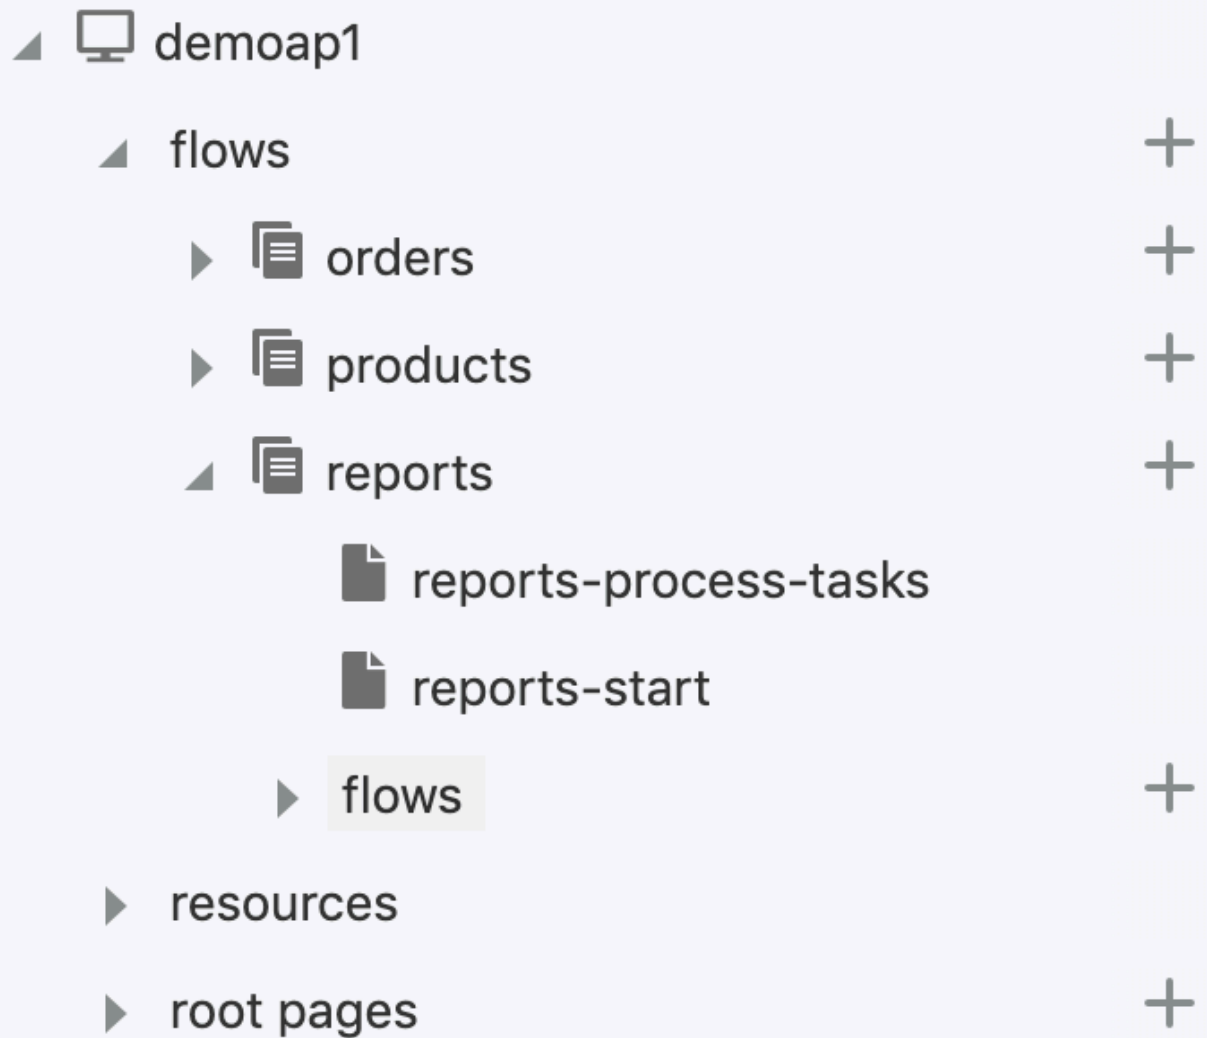 demoap1
flows
orders
products
reports
reports-process-tasks
reports-start
flows
resources
root pages